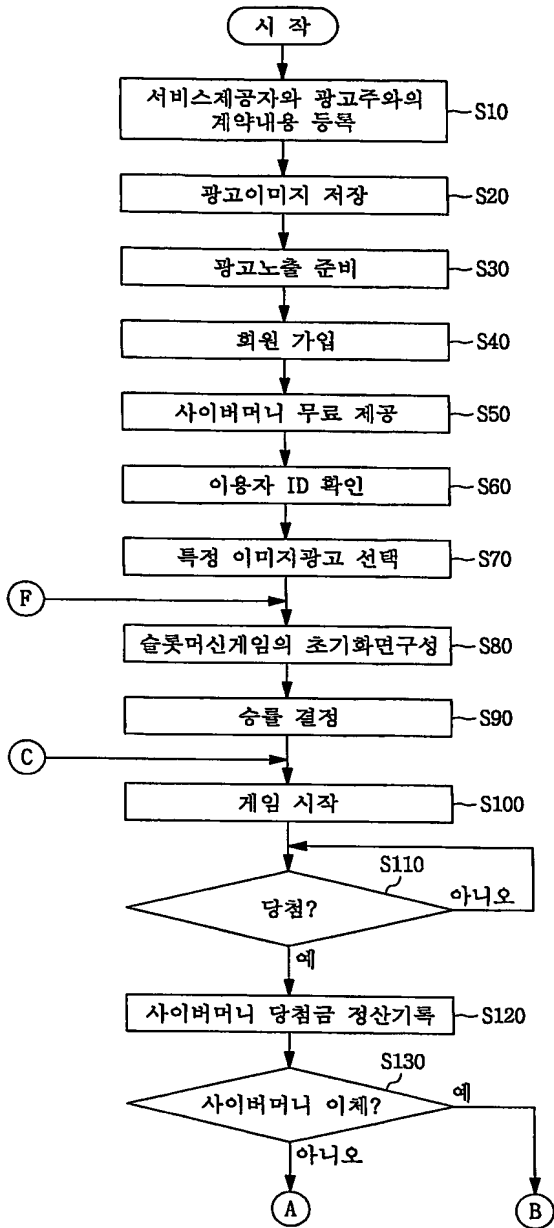 시 작
서비스제공자와 광고주와의
계약내용 등록
S10
광고이미지 저장
S20
광고노출 준비
S30
회원 가입
S40
사이버머니 무료 제공
S50
이용자 ID 확인
S60
특정 이미지광고 선택
S70
F
슬롯머신게임의 초기화면구성
S80
승률 결정
S90
C
게임 시작
S100
S110
당첨?
아니오
예
사이버머니 당첨금 정산기록
S120
S130
사이버머니 이체?
예
아니오
A
B